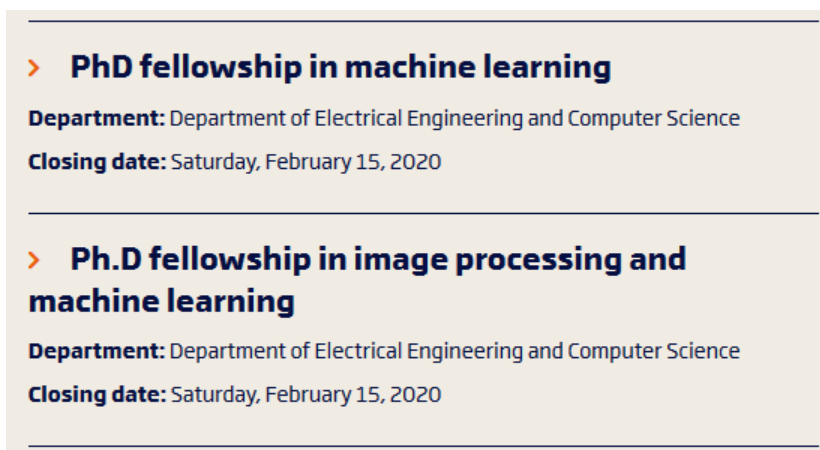 PhD fellowship in machine learning
Department: Department of Electrical Engineering and Computer Science
Closing date: Saturday, February 15, 2020
Ph.D fellowship in image processing and
machine learning
Department: Department of Electrical Engineering and Computer Science
Closing date: Saturday, February 15, 2020